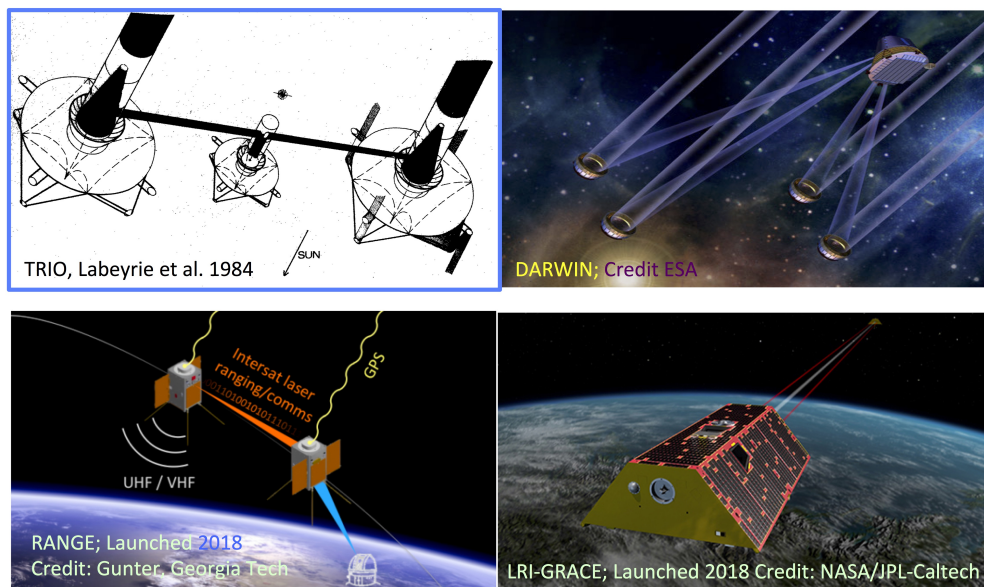 SUN
TRIO, Labeyrie et al. 1984
DARWIN; Credit ESA
GPS
Intersat laser
ranging/comms
UHF / VHF
RANGE; Launched 2018
Credit: Gunter, Georgia Tech
LRI-GRACE; Launched 2018 Credit: NASA/JPL-Caltech